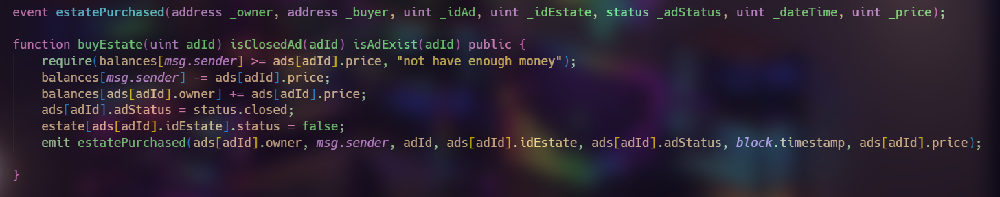 event estatePurchased(address _owner, address _buyer, uint _idAd, uint _idEstate, status _adStatus, uint _dateTime, uint _price);
function buyEstate(uint adId) isClosedAd(adId) isAdExist(adId) public {
require(balances[msg.sender] >= ads[adId].price, "not have enough money");
balances[msg.sender] -= ads[adId].price;
balances[ads[adId].owner] += ads[adId].price;
ads[adId].adStatus = status.closed;
estate[ads[adId].idEstate].status = false;
emit estatePurchased(ads[adId].owner, msg.sender, adId, ads[adId].idEstate, ads[adId].adStatus, block.timestamp, ads[adId].price);
}